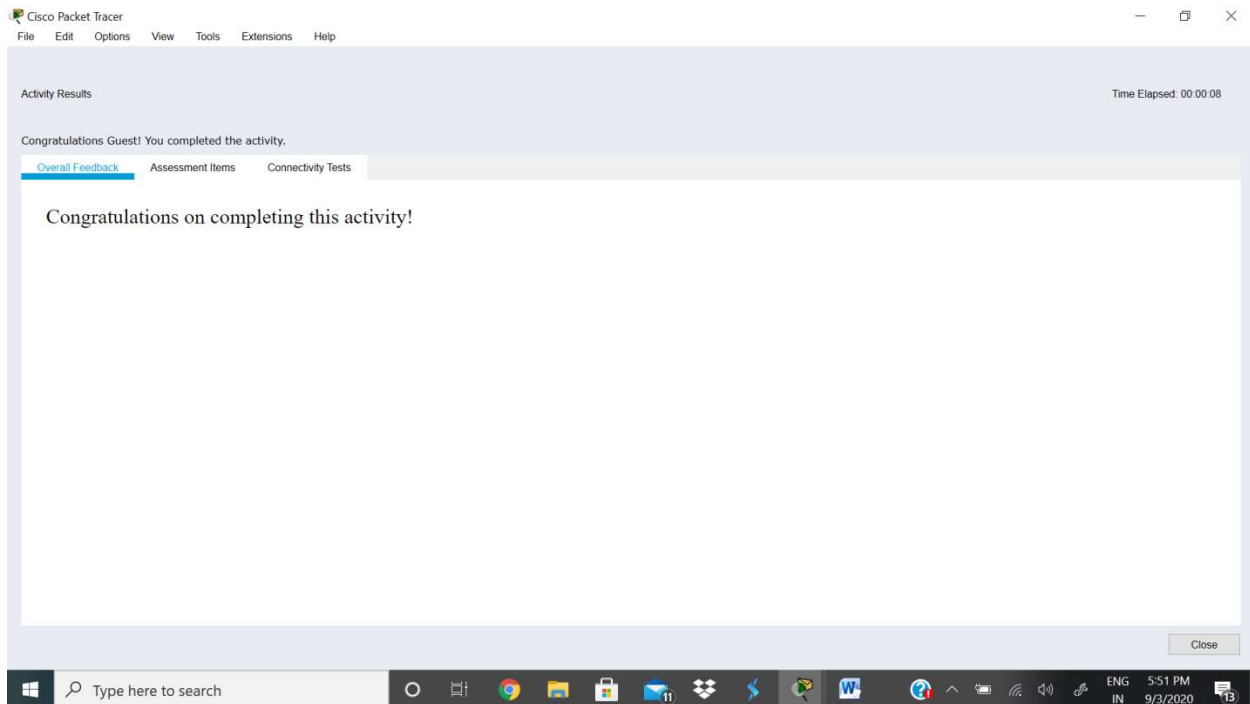 Cisco Packet Tracer
File Edit Options View Tools Extensions Help
Activity Results
Time Elapsed: 00:00:08
Congratulations Guest! You completed the activity.
Overall Feedback Assessment Items Connectivity Tests
Congratulations on completing this activity!
Close
Type here to search
11
W
ENG
IN
5:51 PM
9/3/2020
13